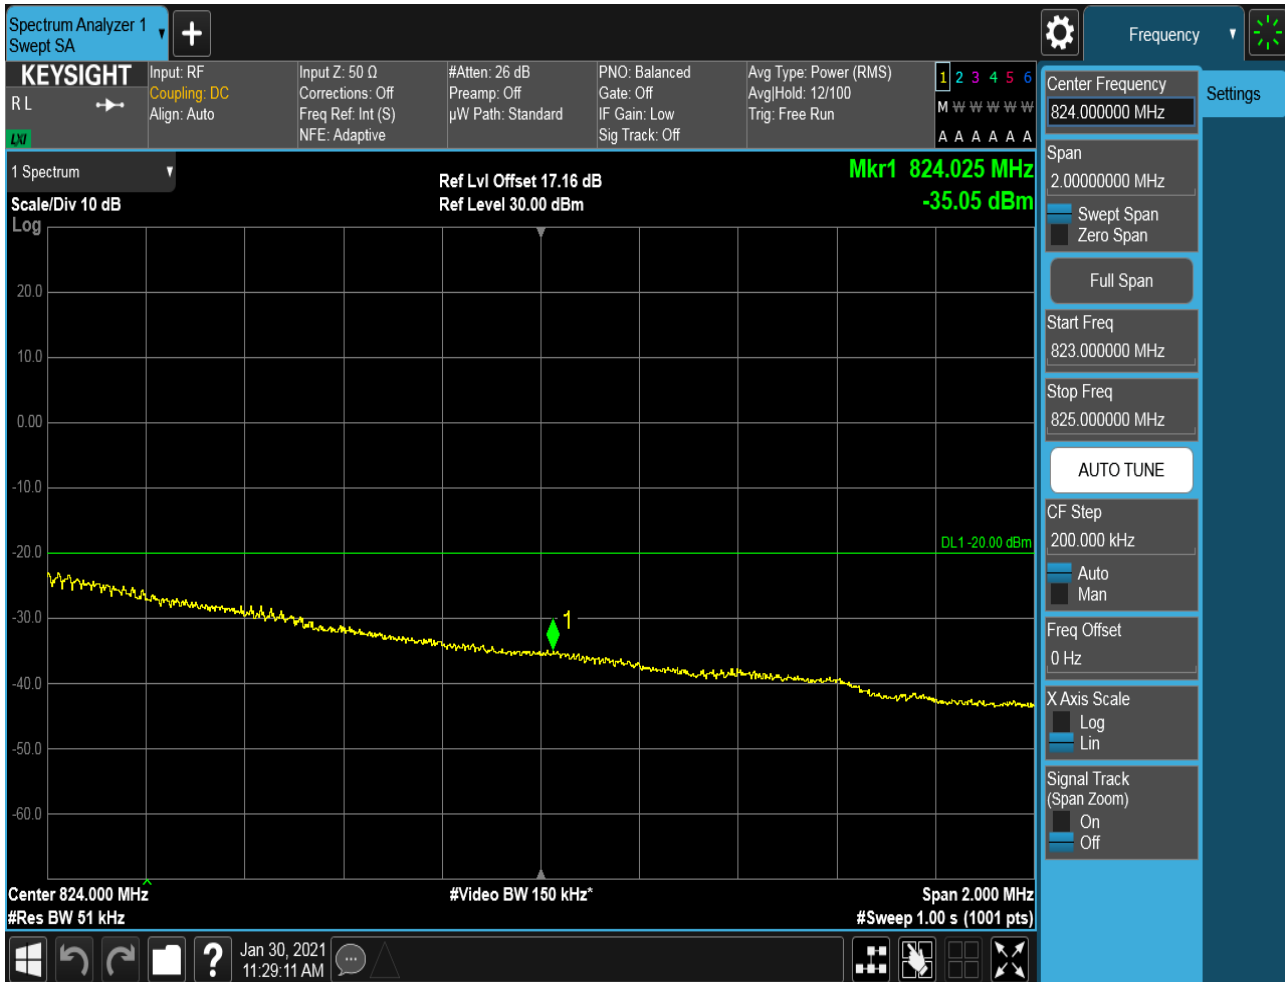 Spectrum Analyzer 1
Swept SA
+
Frequency
KEYSIGHT
R L
LXI
Input: RF
Coupling: DC
Align: Auto
Input Z: 50 Ω
Corrections: Off
Freq Ref: Int (S)
NFE: Adaptive
#Atten: 26 dB
Preamp: Off
µW Path: Standard
PNO: Balanced
Gate: Off
IF Gain: Low
Sig Track: Off
Avg Type: Power (RMS)
Avg|Hold: 12/100
Trig: Free Run
1 2 3 4 5 6
M W W W W W
A A A A A A
1 Spectrum
Scale/Div 10 dB
Log
Ref Lvl Offset 17.16 dB
Ref Level 30.00 dBm
Mkr1 824.025 MHz
-35.05 dBm
20.0
10.0
0.00
-10.0
-20.0
-30.0
-40.0
-50.0
-60.0
DL1 -20.00 dBm
1
Center 824.000 MHz
#Res BW 51 kHz
#Video BW 150 kHz*
Span 2.000 MHz
#Sweep 1.00 s (1001 pts)
?
Jan 30, 2021
11:29:11 AM
Center Frequency
824.000000 MHz
Settings
Span
2.00000000 MHz
Swept Span
Zero Span
Full Span
Start Freq
823.000000 MHz
Stop Freq
825.000000 MHz
AUTO TUNE
CF Step
200.000 kHz
Auto
Man
Freq Offset
0 Hz
X Axis Scale
Log
Lin
Signal Track
(Span Zoom)
On
Off